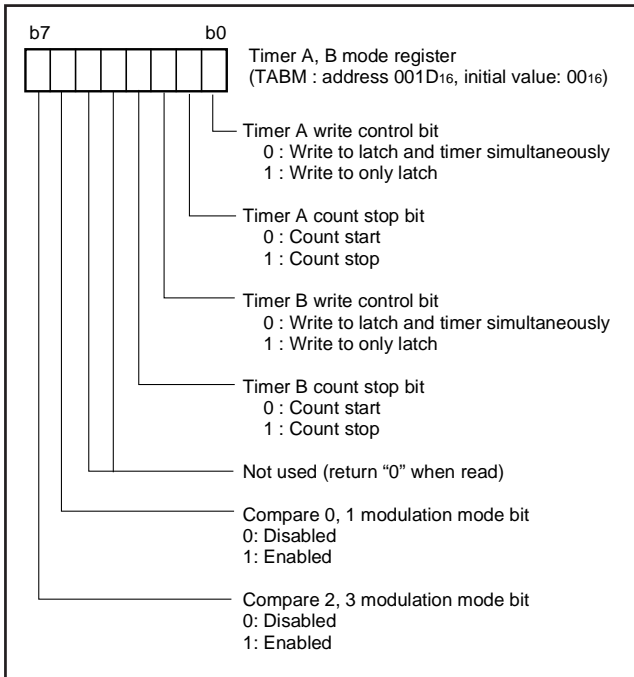 b7 b0
Timer A, B mode register
(TABM : address 001D16, initial value: 0016)
Timer A write control bit
0 : Write to latch and timer simultaneously
1 : Write to only latch
Timer A count stop bit
0 : Count start
1 : Count stop
Timer B write control bit
0 : Write to latch and timer simultaneously
1 : Write to only latch
Timer B count stop bit
0 : Count start
1 : Count stop
Not used (return “0” when read)
Compare 0, 1 modulation mode bit
0: Disabled
1: Enabled
Compare 2, 3 modulation mode bit
0: Disabled
1: Enabled